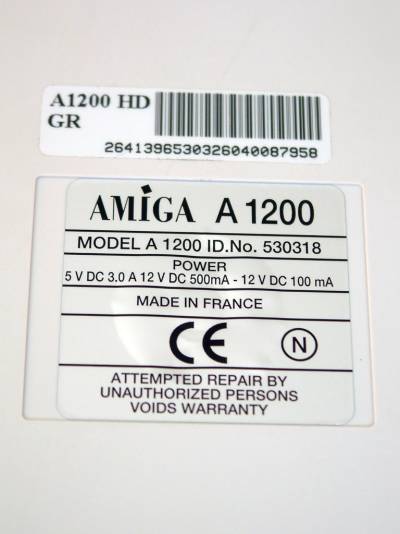 A1200 HD
GR
2641396530326040087958
AMIGA A 1200
MODEL A 1200 ID.No. 530318
POWER
5 V DC 3.0 A 12 V DC 500mA - 12 V DC 100 mA
MADE IN FRANCE
CE N
ATTEMPTED REPAIR BY
UNAUTHORIZED PERSONS
VOIDS WARRANTY